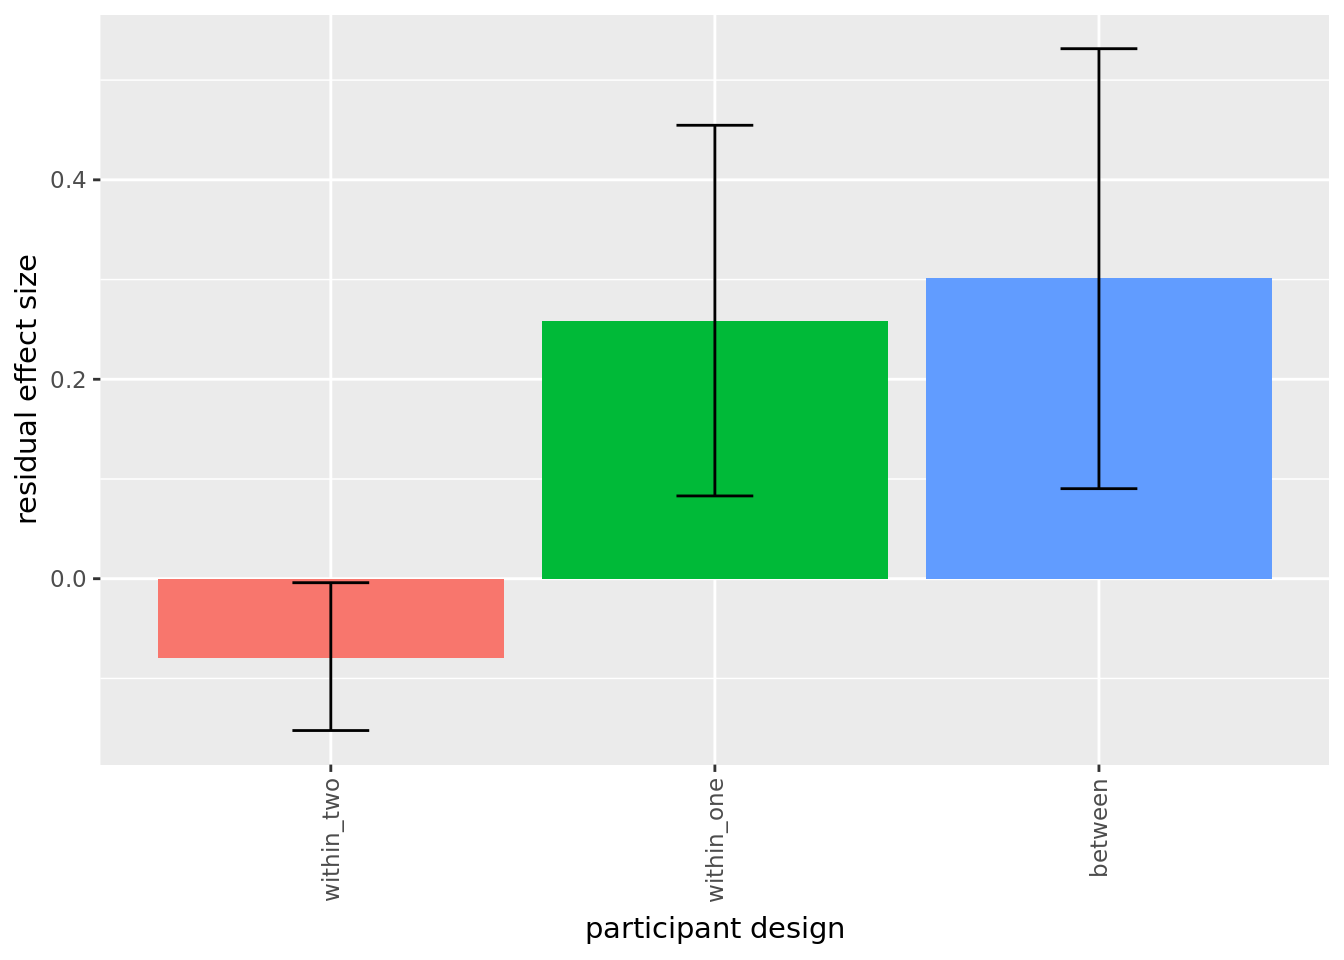 residual effect size
0.4
0.2
0.0
within_two
within_one
between
participant design